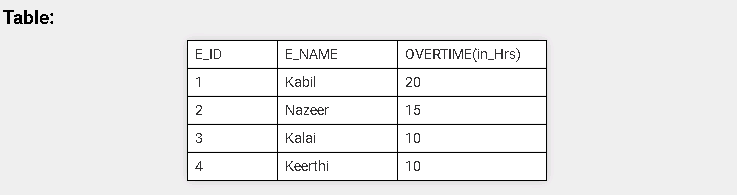 Table:
E_ID E_NAME OVERTIME(in_Hrs)
1 Kabil 20
2 Nazeer 15
3 Kalai 10
4 Keerthi 10